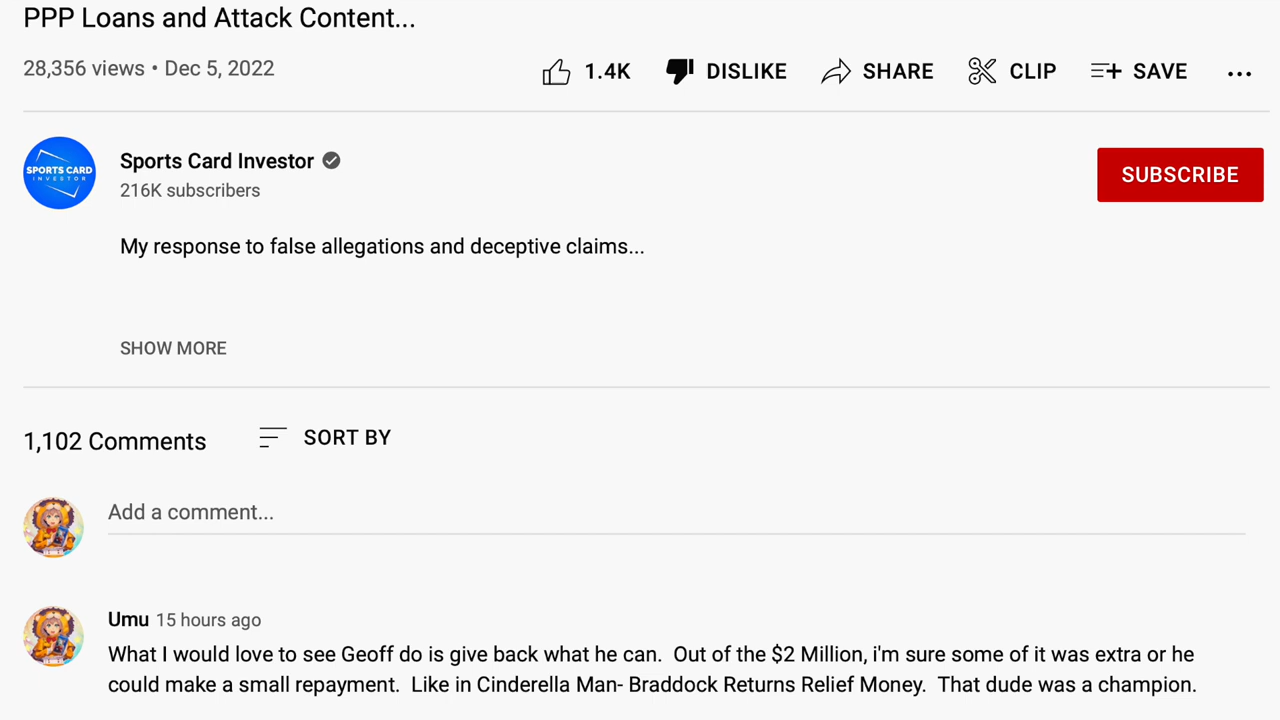 PPP Loans and Attack Content...
28,356 views • Dec 5, 2022
1.4K
DISLIKE
SHARE
CLIP
SAVE
SPORTS CARD
INVESTOR
Sports Card Investor
216K subscribers
SUBSCRIBE
My response to false allegations and deceptive claims...
SHOW MORE
1,102 Comments
SORT BY
Add a comment...
Umu 15 hours ago
What I would love to see Geoff do is give back what he can.  Out of the $2 Million, i'm sure some of it was extra or he
could make a small repayment.  Like in Cinderella Man- Braddock Returns Relief Money.  That dude was a champion.